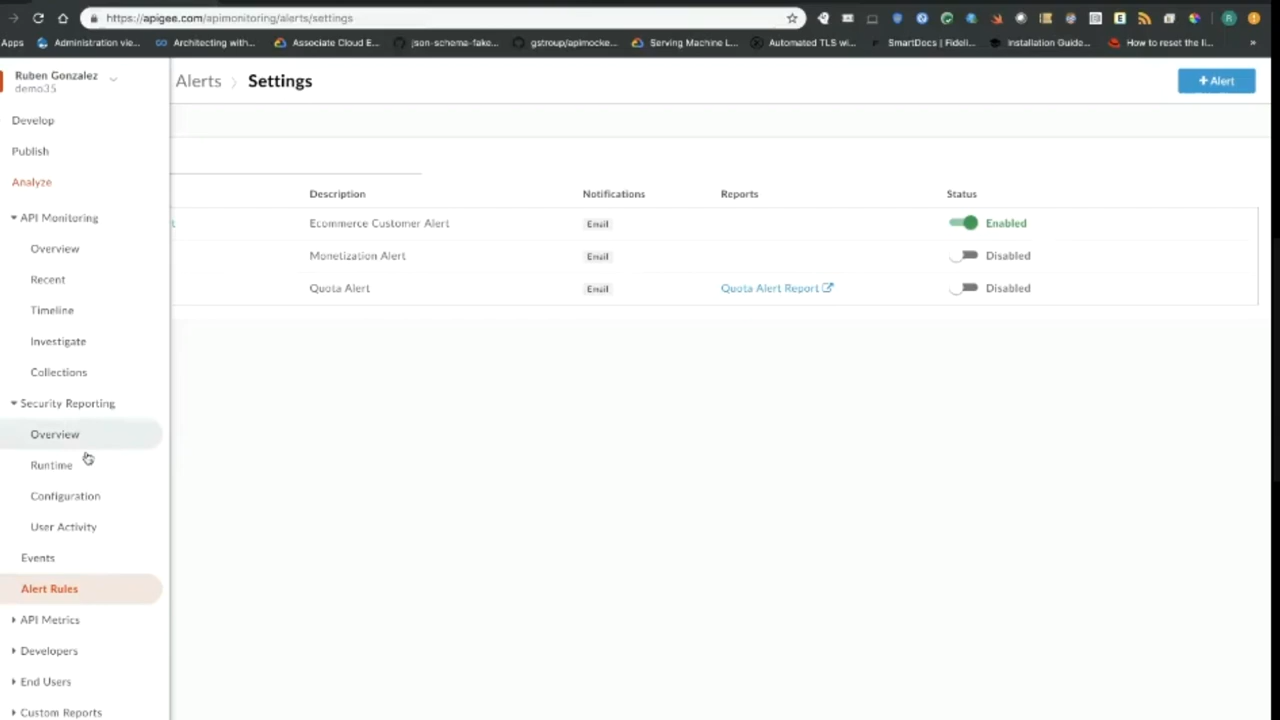 https://apigee.com/apimonitoring/alerts/settings
Apps
Administration vie...
Architecting with...
Associate Cloud E...
json-schema-fake...
gstroup/apimocke...
Serving Machine L...
Automated TLS wi...
SmartDocs | Fideli...
Installation Guide...
How to reset the li...
»
Ruben Gonzalez
demo35
Alerts > Settings
+ Alert
Develop
Publish
Analyze
API Monitoring
Overview
Recent
Timeline
Investigate
Collections
Security Reporting
Overview
Runtime
Configuration
User Activity
Events
Alert Rules
API Metrics
Developers
End Users
Custom Reports
Description Notifications Reports Status
t Ecommerce Customer Alert Email Enabled
Monetization Alert Email Disabled
Quota Alert Email Quota Alert Report Disabled